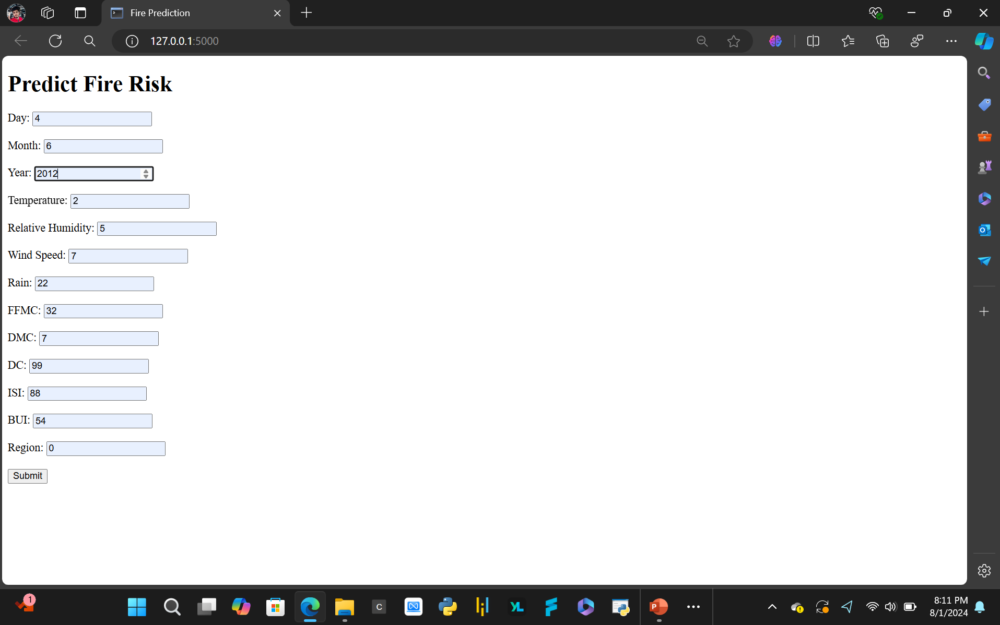 Fire Prediction
127.0.0.1:5000
Predict Fire Risk
Day: 4
Month: 6
Year: 2012
Temperature: 2
Relative Humidity: 5
Wind Speed: 7
Rain: 22
FFMC: 32
DMC: 7
DC: 99
ISI: 88
BUI: 54
Region: 0
Submit
1
C
YL
P
8:11 PM
8/1/2024